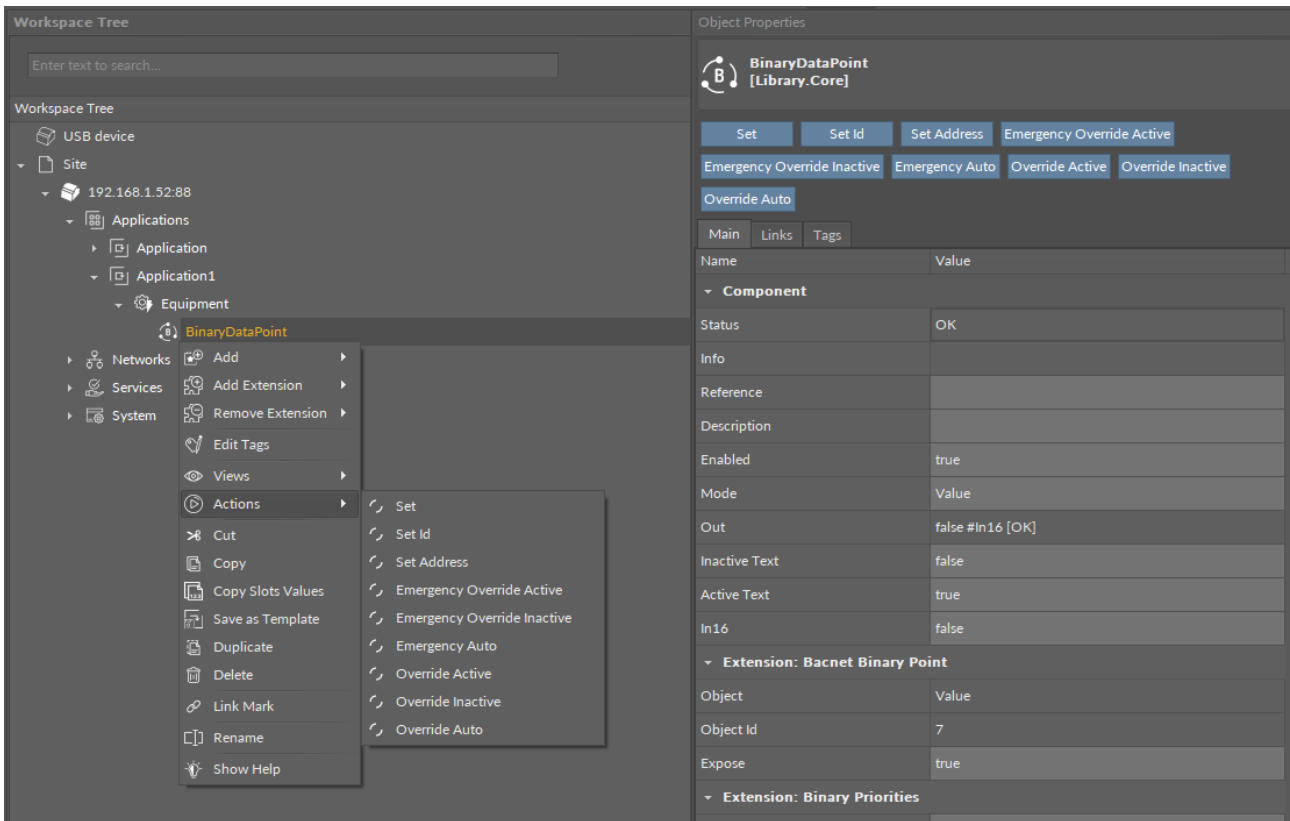 Workspace Tree
Enter text to search...
Workspace Tree
USB device
Site
192.168.1.52:88
Applications
Application
Application1
Equipment
BinaryDataPoint
Networks
Services
System
Add
Add Extension
Remove Extension
Edit Tags
Views
Actions
Cut
Copy
Copy Slots Values
Save as Template
Duplicate
Delete
Link Mark
Rename
Show Help
Set
Set Id
Set Address
Emergency Override Active
Emergency Override Inactive
Emergency Auto
Override Active
Override Inactive
Override Auto
Object Properties
B
BinaryDataPoint
[Library.Core]
Set Set Id Set Address Emergency Override Active
Emergency Override Inactive Emergency Auto Override Active Override Inactive
Override Auto
Main Links Tags
Name Value
Component
Status OK
Info
Reference
Description
Enabled true
Mode Value
Out false #In16 [OK]
Inactive Text false
Active Text true
In16 false
Extension: Bacnet Binary Point
Object Value
Object Id 7
Expose true
Extension: Binary Priorities